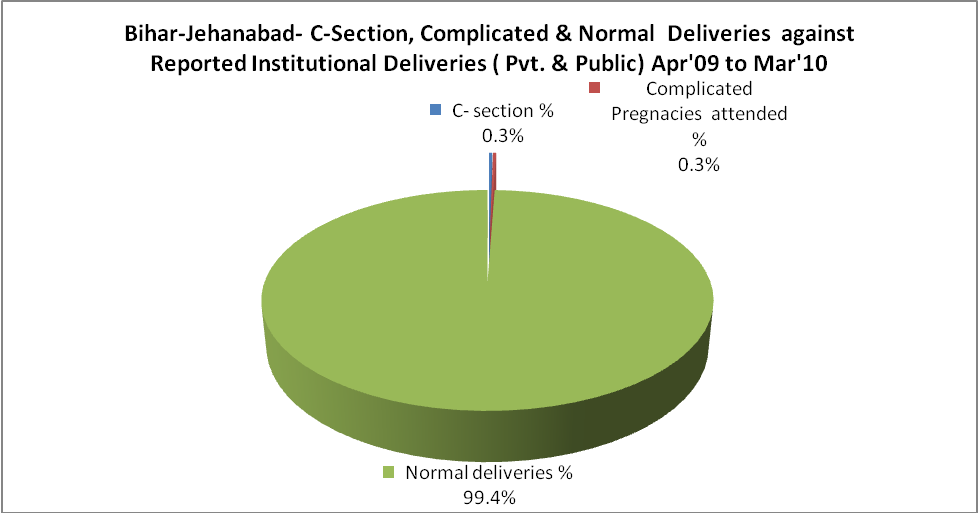 Bihar-Jehanabad- C-Section, Complicated & Normal Deliveries against
Reported Institutional Deliveries ( Pvt. & Public) Apr'09 to Mar'10
C- section %
0.3%
Complicated
Pregnacies attended
%
0.3%
Normal deliveries %
99.4%